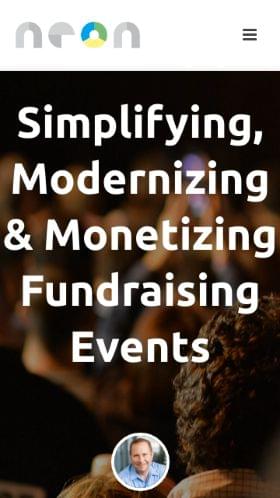 neon
Simplifying,
Modernizing
& Monetizing
Fundraising
Events